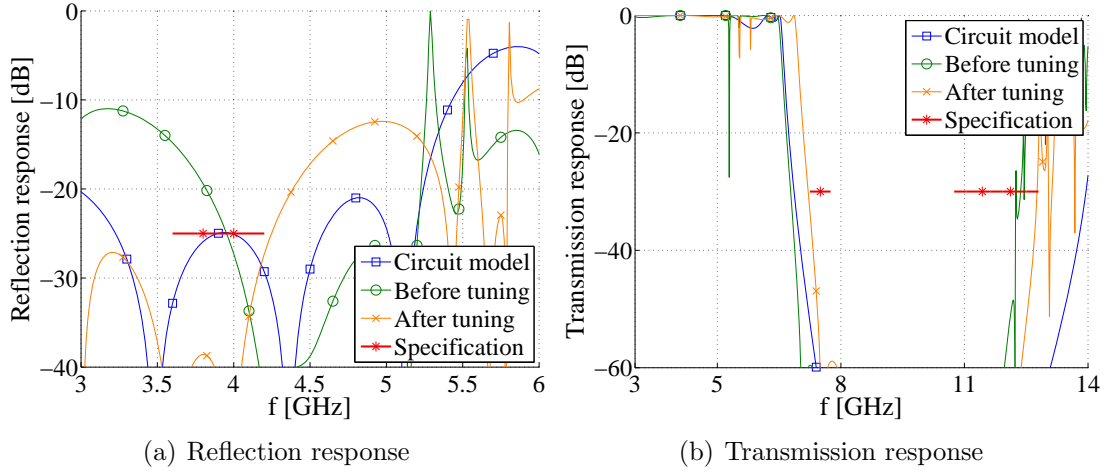 0
−10
−20
−30
−40
3
3.5
4
4.5
5
5.5
6
Reflection response [dB]
f [GHz]
Circuit model
Before tuning
After tuning
Specification
(a) Reflection response
0
−20
−40
−60
3
5
8
11
14
Transmission response [dB]
f [GHz]
Circuit model
Before tuning
After tuning
Specification
(b) Transmission response